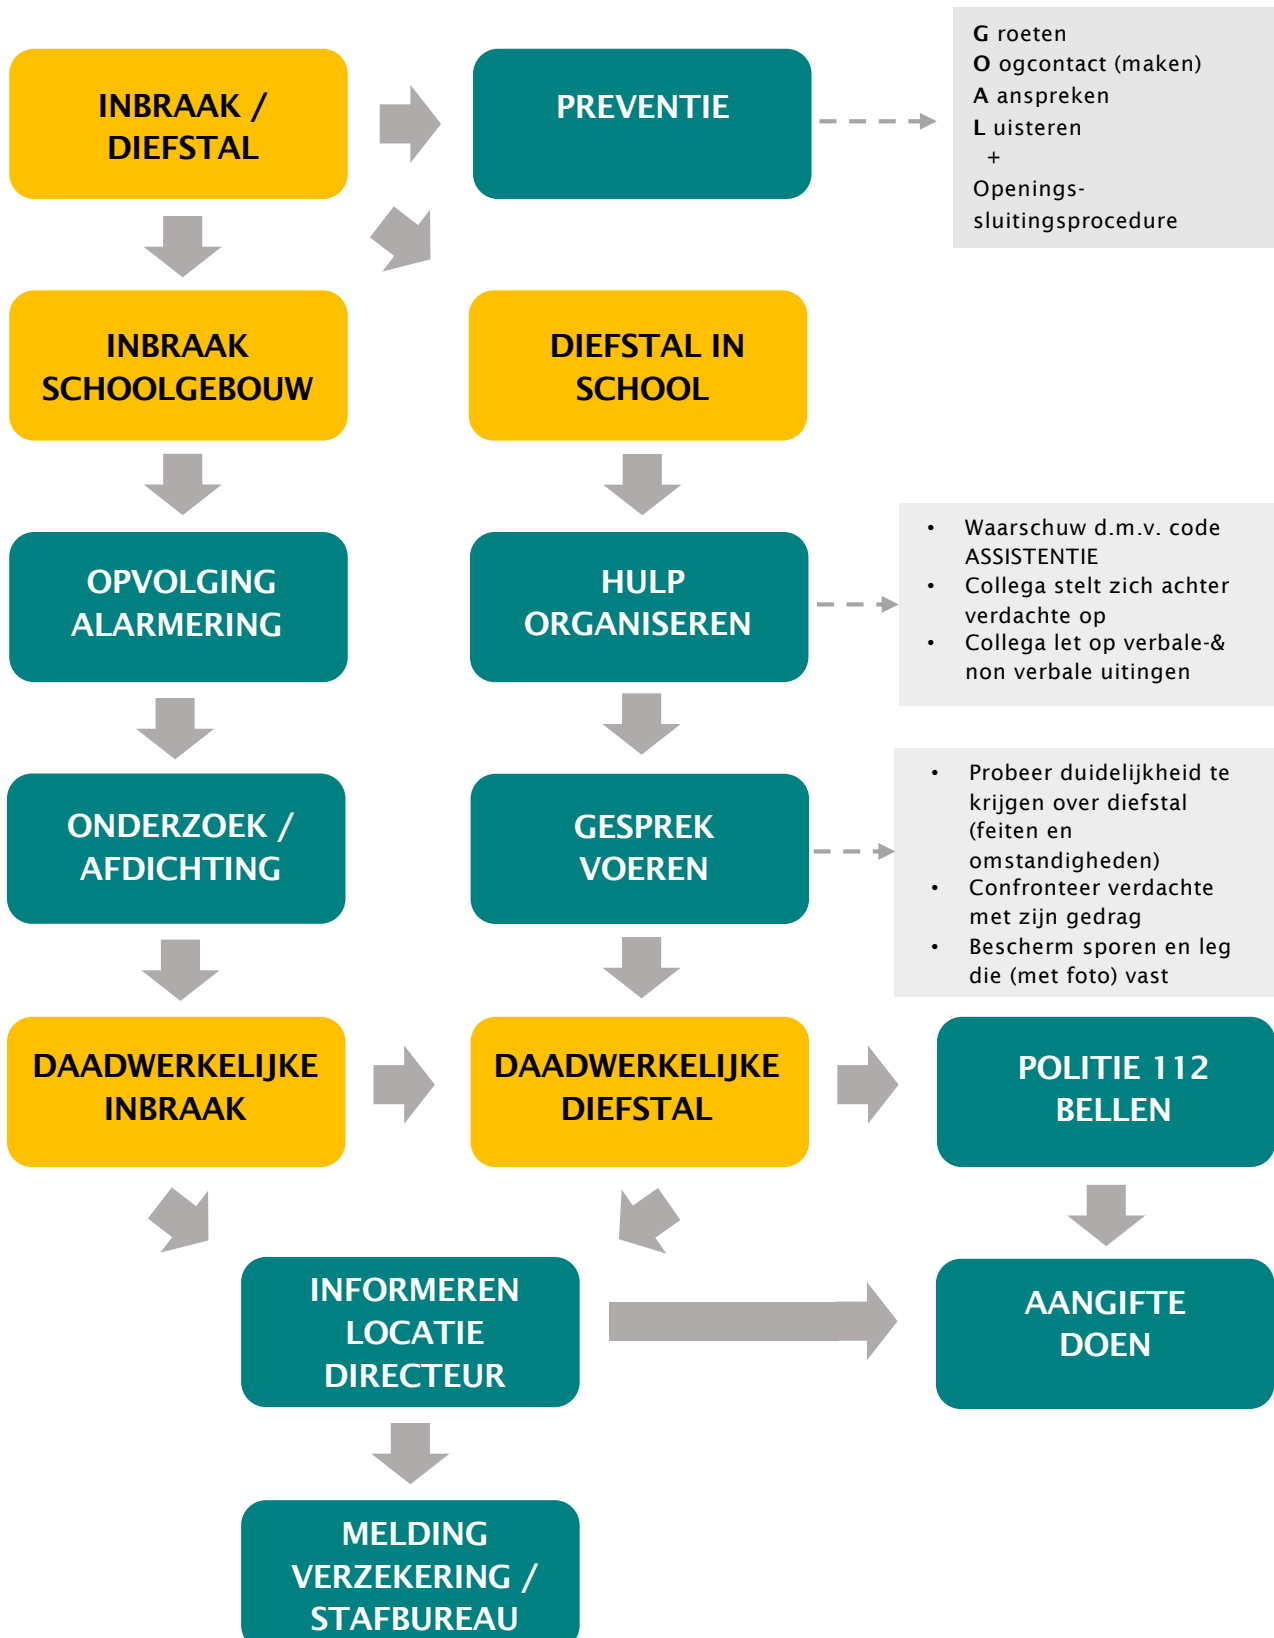 INBRAAK /
DIEFSTAL
PREVENTIE
G roeten
O ogcontact (maken)
A anspreken
L uisteren
+
Openings-
sluitingsprocedure
INBRAAK
SCHOOLGEBOUW
DIEFSTAL IN
SCHOOL
OPVOLGING
ALARMERING
HULP
ORGANISEREN
• Waarschuw d.m.v. code
ASSISTENTIE
• Collega stelt zich achter
verdachte op
• Collega let op verbale-&
non verbale uitingen
ONDERZOEK /
AFDICHTING
GESPREK
VOEREN
• Probeer duidelijkheid te
krijgen over diefstal
(feiten en
omstandigheden)
• Confronteer verdachte
met zijn gedrag
• Bescherm sporen en leg
die (met foto) vast
DAADWERKELIJKE
INBRAAK
DAADWERKELIJKE
DIEFSTAL
POLITIE 112
BELLEN
INFORMEREN
LOCATIE
DIRECTEUR
AANGIFTE
DOEN
MELDING
VERZEKERING /
STAFBUREAU